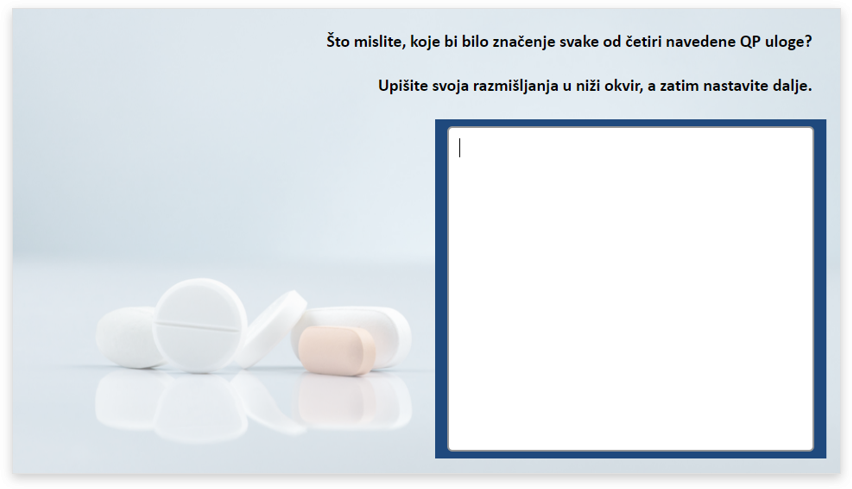 Što mislite, koje bi bilo značenje svake od četiri navedene QP uloge?
Upišite svoja razmišljanja u niži okvir, a zatim nastavite dalje.